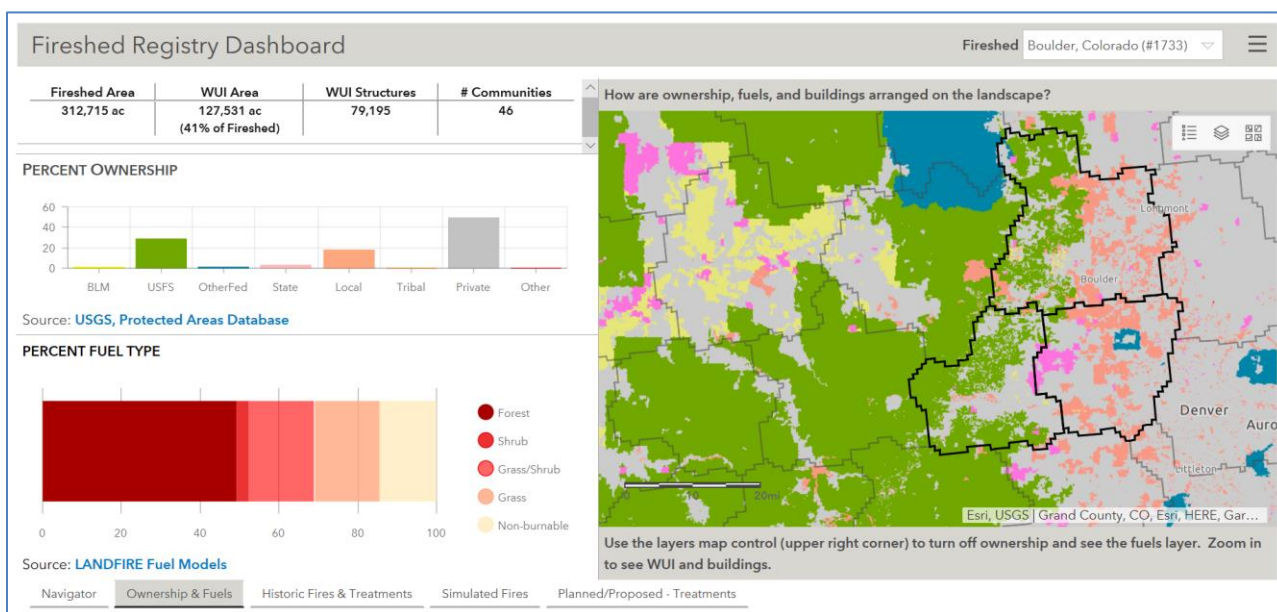 Fireshed Registry Dashboard
Fireshed Boulder, Colorado (#1733)
Fireshed Area WUI Area WUI Structures # Communities
312,715 ac 127,531 ac 79,195 46
(41% of Fireshed)
PERCENT OWNERSHIP
60
40
20
0
BLM USFS OtherFed State Local Tribal Private Other
Source: USGS, Protected Areas Database
PERCENT FUEL TYPE
Forest
Shrub
Grass/Shrub
Grass
Non-burnable
0 20 40 60 80 100
Source: LANDFIRE Fuel Models
How are ownership, fuels, and buildings arranged on the landscape?
Longmont
Boulder
Denver
Auro
Littleton
0 10 20mi
Esri, USGS | Grand County, CO, Esri, HERE, Gar...
Use the layers map control (upper right corner) to turn off ownership and see the fuels layer. Zoom in
to see WUI and buildings.
Navigator Ownership & Fuels Historic Fires & Treatments Simulated Fires Planned/Proposed - Treatments